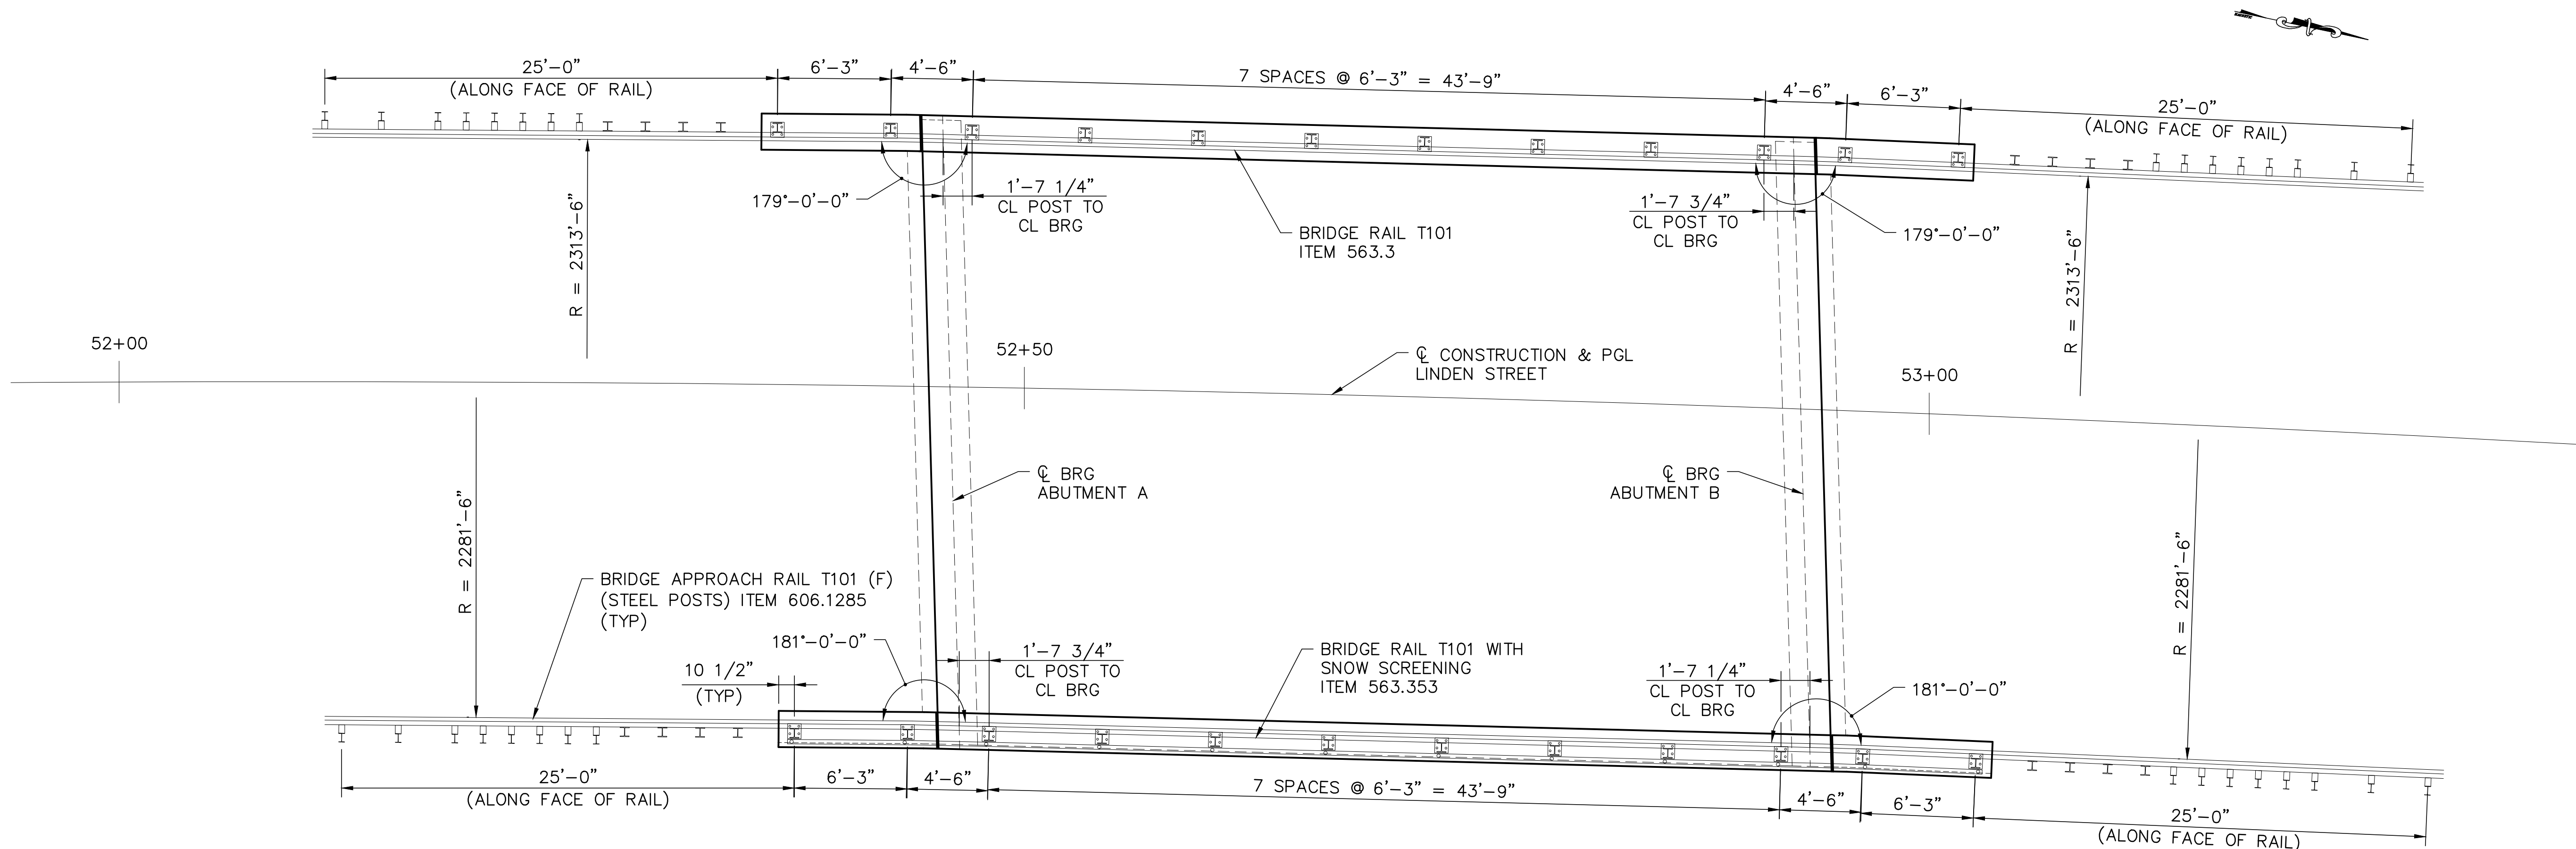 25'-0"
(ALONG FACE OF RAIL)
6'-3"
4'-6"
7 SPACES @ 6'-3" = 43'-9"
4'-6"
6'-3"
25'-0"
(ALONG FACE OF RAIL)
179°-0'-0"
1'-7 1/4"
CL POST TO
CL BRG
BRIDGE RAIL T101
ITEM 563.3
1'-7 3/4"
CL POST TO
CL BRG
179°-0'-0"
R = 2313'-6"
R = 2313'-6"
52+00
52+50
℄ CONSTRUCTION & PGL
LINDEN STREET
53+00
℄ BRG
ABUTMENT A
℄ BRG
ABUTMENT B
R = 2281'-6"
R = 2281'-6"
BRIDGE APPROACH RAIL T101 (F)
(STEEL POSTS) ITEM 606.1285
(TYP)
181°-0'-0"
10 1/2"
(TYP)
1'-7 3/4"
CL POST TO
CL BRG
BRIDGE RAIL T101 WITH
SNOW SCREENING
ITEM 563.353
1'-7 1/4"
CL POST TO
CL BRG
181°-0'-0"
25'-0"
(ALONG FACE OF RAIL)
6'-3"
4'-6"
7 SPACES @ 6'-3" = 43'-9"
4'-6"
6'-3"
25'-0"
(ALONG FACE OF RAIL)